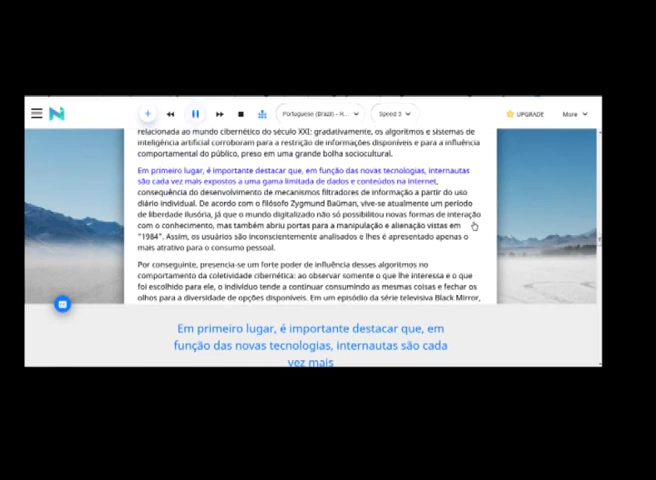 Portuguese (Brazil) - H...
Speed 3
UPGRADE
More
relacionada ao mundo cibernético do século XXI: gradativamente, os algoritmos e sistemas de
inteligência artificial corroboram para a restrição de informações disponíveis e para a influência
comportamental do público, preso em uma grande bolha sociocultural.
Em primeiro lugar, é importante destacar que, em função das novas tecnologias, internautas
são cada vez mais expostos a uma gama limitada de dados e conteúdos na internet,
consequência do desenvolvimento de mecanismos filtradores de informação a partir do uso
diário individual. De acordo com o filósofo Zygmund Baüman, vive-se atualmente um período
de liberdade ilusória, já que o mundo digitalizado não só possibilitou novas formas de interação
com o conhecimento, mas também abriu portas para a manipulação e alienação vistas em
"1984". Assim, os usuários são inconscientemente analisados e lhes é apresentado apenas o
mais atrativo para o consumo pessoal.
Por conseguinte, presencia-se um forte poder de influência desses algoritmos no
comportamento da coletividade cibernética: ao observar somente o que lhe interessa e o que
foi escolhido para ele, o indivíduo tende a continuar consumindo as mesmas coisas e fechar os
olhos para a diversidade de opções disponíveis. Em um episódio da série televisiva Black Mirror,
Em primeiro lugar, é importante destacar que, em
função das novas tecnologias, internautas são cada
vez mais